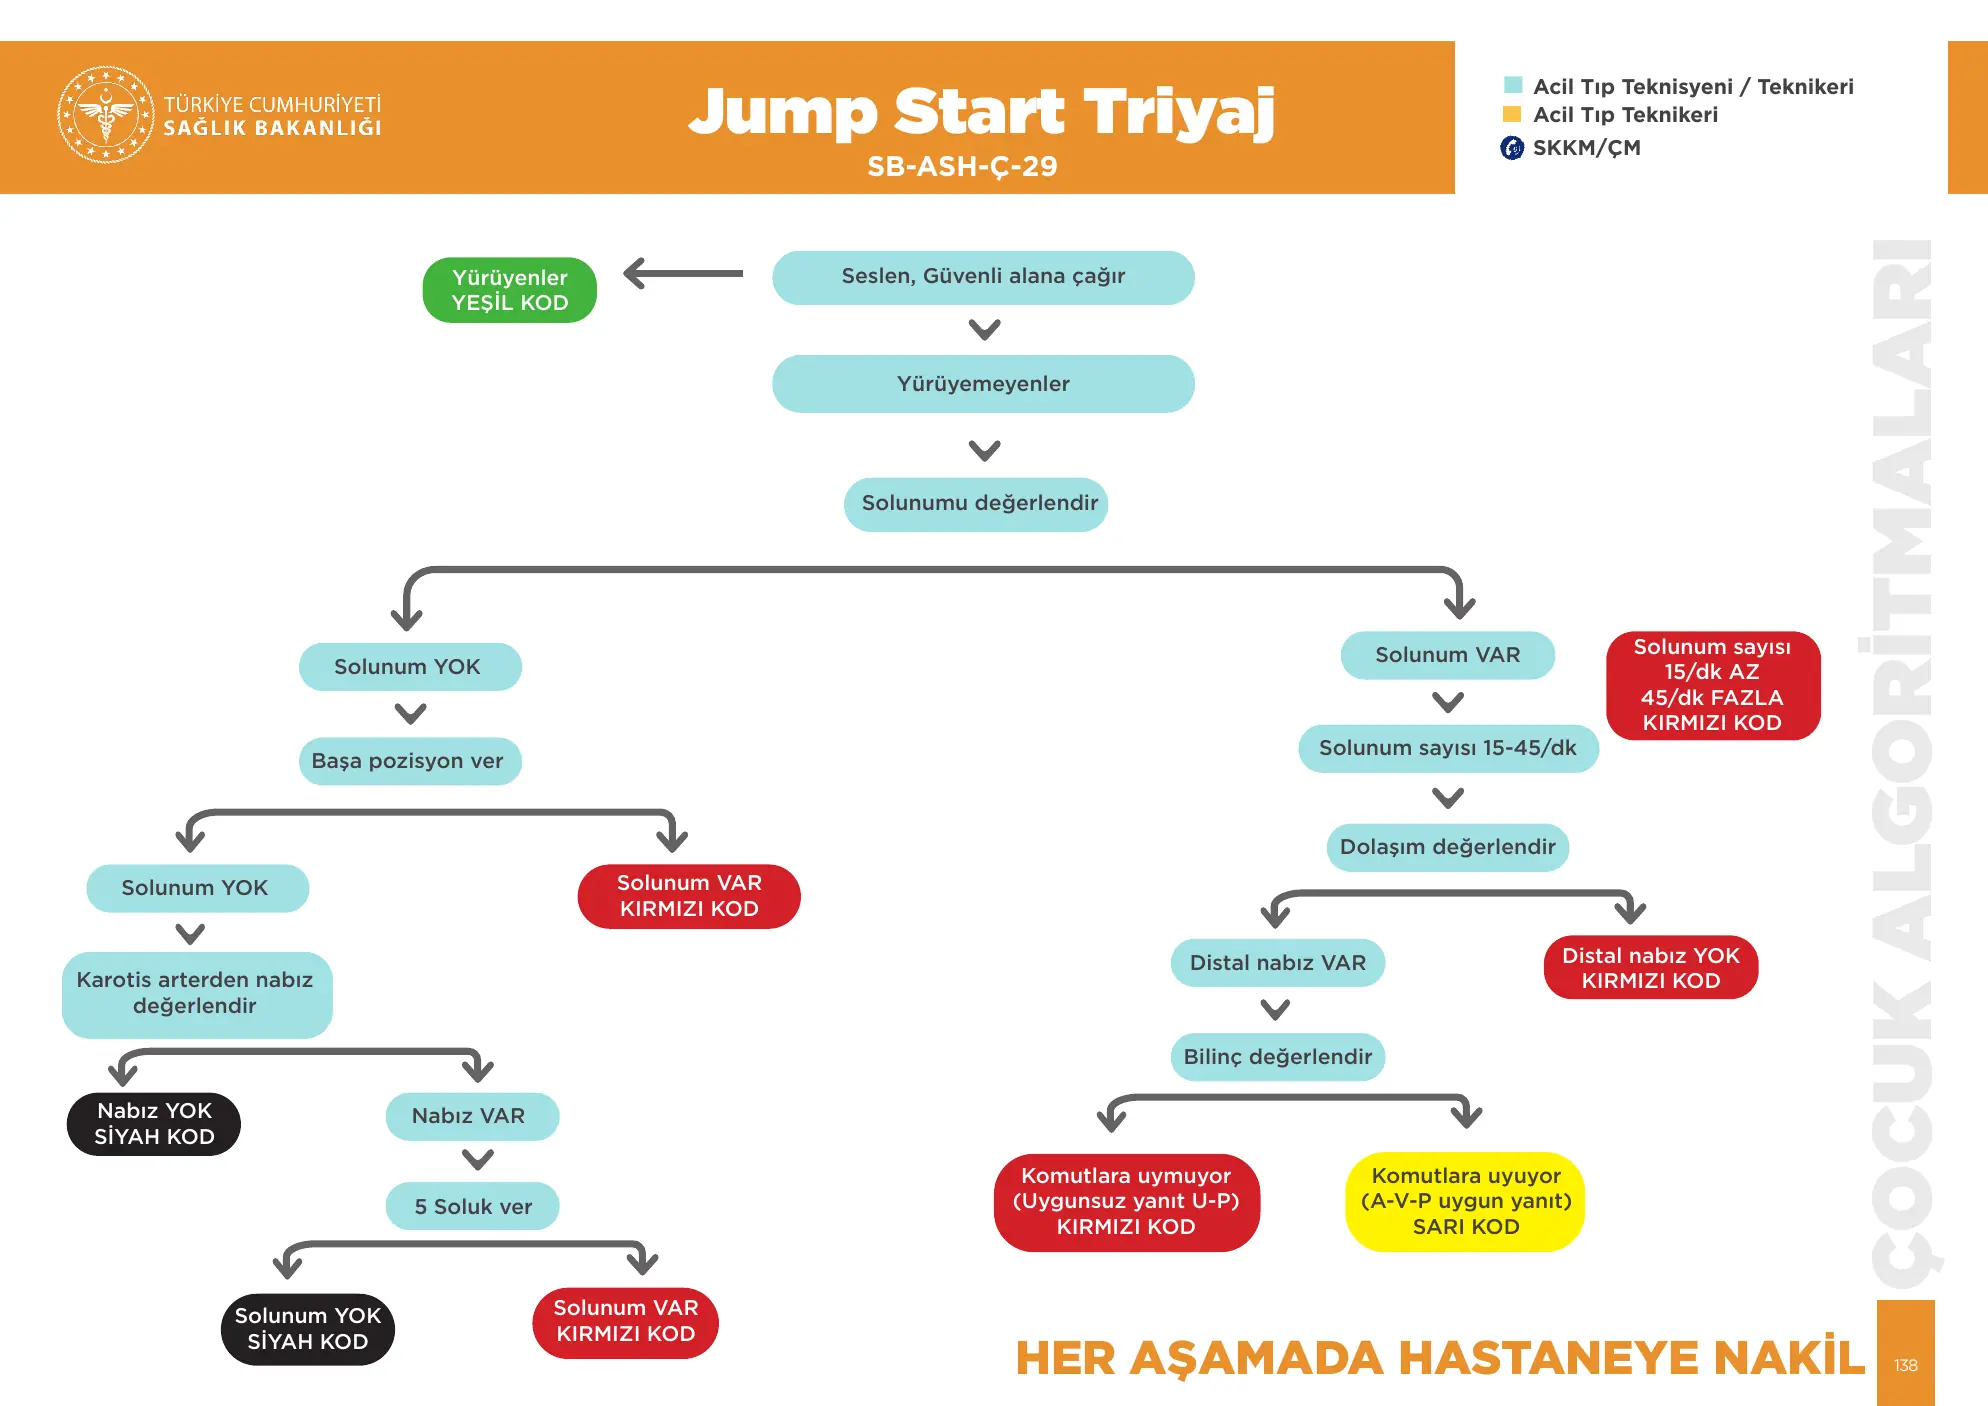 TÜRKİYE CUMHURİYETİ
SAĞLIK BAKANLIĞI
Jump Start Triyaj
SB-ASH-Ç-29
Acil Tıp Teknisyeni / Teknikeri
Acil Tıp Teknikeri
SKKM/ÇM
Yürüyenler
YEŞİL KOD
Seslen, Güvenli alana çağır
Yürüyemeyenler
Solunumu değerlendir
Solunum YOK
Başa pozisyon ver
Solunum YOK
Solunum VAR
KIRMIZI KOD
Karotis arterden nabız
değerlendir
Nabız YOK
SİYAH KOD
Nabız VAR
5 Soluk ver
Solunum YOK
SİYAH KOD
Solunum VAR
KIRMIZI KOD
Solunum VAR
Solunum sayısı
15/dk AZ
45/dk FAZLA
KIRMIZI KOD
Solunum sayısı 15-45/dk
Dolaşım değerlendir
Distal nabız VAR
Distal nabız YOK
KIRMIZI KOD
Bilinç değerlendir
Komutlara uymuyor
(Uygunsuz yanıt U-P)
KIRMIZI KOD
Komutlara uyuyor
(A-V-P uygun yanıt)
SARI KOD
ÇOCUK ALGORİTMALARI
HER AŞAMADA HASTANEYE NAKİL
138